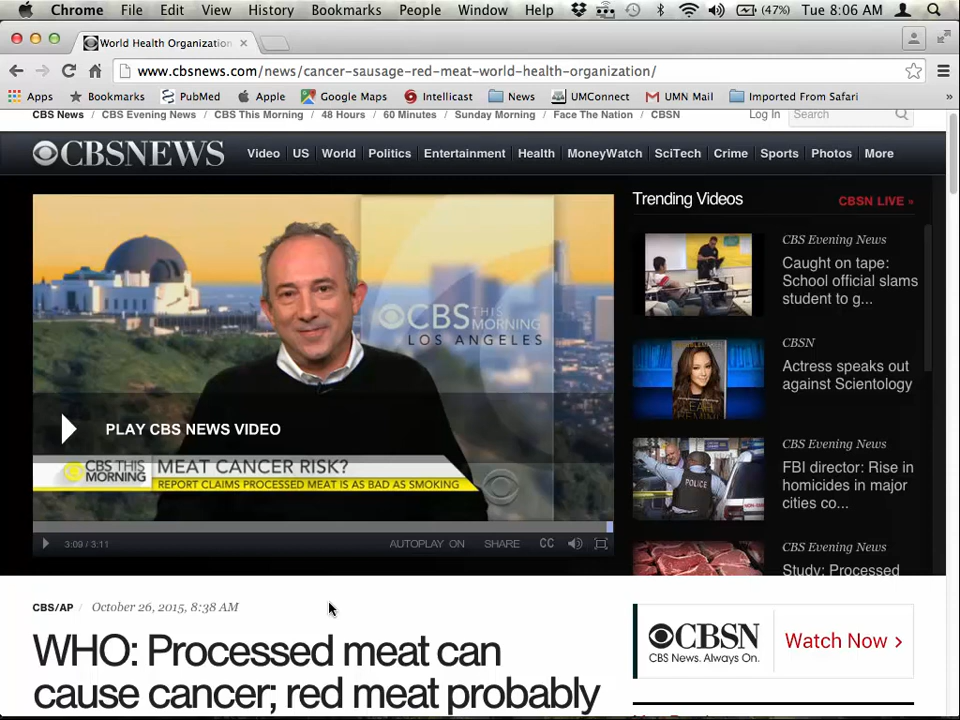 Chrome File Edit View History Bookmarks People Window Help (47%) Tue 8:06 AM
World Health Organization
www.cbsnews.com/news/cancer-sausage-red-meat-world-health-organization/
Apps Bookmarks PubMed Apple Google Maps Intellicast News UMConnect UMN Mail Imported From Safari »
CBS News / CBS Evening News / CBS This Morning / 48 Hours / 60 Minutes / Sunday Morning / Face The Nation / CBSN Log In Search
CBSNEWS Video US World Politics Entertainment Health MoneyWatch SciTech Crime Sports Photos More
CBS
THIS MORNING
LOS ANGELES
PLAY CBS NEWS VIDEO
CBS THIS MORNING
MEAT CANCER RISK?
REPORT CLAIMS PROCESSED MEAT IS AS BAD AS SMOKING
3:09 / 3:11 AUTOPLAY ON SHARE CC
Trending Videos CBSN LIVE »
CBS Evening News
Caught on tape:
School official slams
student to g...
CBSN
Actress speaks out
against Scientology
CBS Evening News
FBI director: Rise in
homicides in major
cities co...
POLICE
CBS Evening News
Study: Processed
CBS/AP / October 26, 2015, 8:38 AM
WHO: Processed meat can
cause cancer; red meat probably
CBSN
CBS News. Always On.
Watch Now >